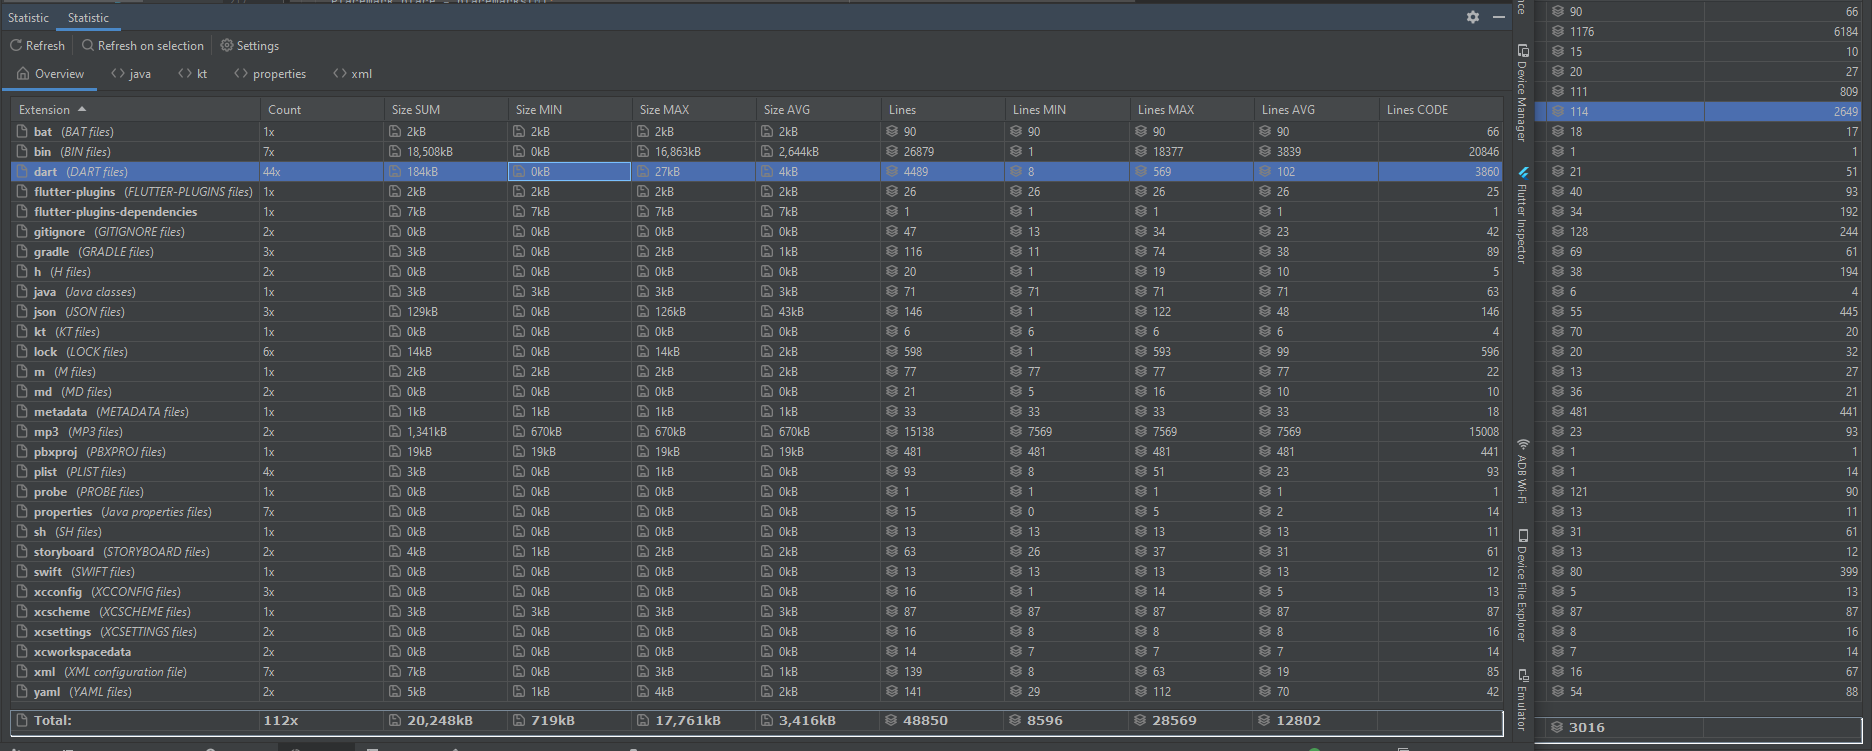 Statistic Statistic
Refresh Refresh on selection Settings
Overview java kt properties xml
Extension Count Size SUM Size MIN Size MAX Size AVG Lines Lines MIN Lines MAX Lines AVG Lines CODE
bat (BAT files) 1x 2kB 2kB 2kB 2kB 90 90 90 90 66
bin (BIN files) 7x 18,508kB 0kB 16,863kB 2,644kB 26879 1 18377 3839 20846
dart (DART files) 44x 184kB 0kB 27kB 4kB 4489 8 569 102 3860
flutter-plugins (FLUTTER-PLUGINS files) 1x 2kB 2kB 2kB 2kB 26 26 26 26 25
flutter-plugins-dependencies 1x 7kB 7kB 7kB 7kB 1 1 1 1 1
gitignore (GITIGNORE files) 2x 0kB 0kB 0kB 0kB 47 13 34 23 42
gradle (GRADLE files) 3x 3kB 0kB 2kB 1kB 116 11 74 38 89
h (H files) 2x 0kB 0kB 0kB 0kB 20 1 19 10 5
java (Java classes) 1x 3kB 3kB 3kB 3kB 71 71 71 71 63
json (JSON files) 3x 129kB 0kB 126kB 43kB 146 1 122 48 146
kt (KT files) 1x 0kB 0kB 0kB 0kB 6 6 6 6 4
lock (LOCK files) 6x 14kB 0kB 14kB 2kB 598 1 593 99 596
m (M files) 1x 2kB 2kB 2kB 2kB 77 77 77 77 22
md (MD files) 2x 0kB 0kB 0kB 0kB 21 5 16 10 10
metadata (METADATA files) 1x 1kB 1kB 1kB 1kB 33 33 33 33 18
mp3 (MP3 files) 2x 1,341kB 670kB 670kB 670kB 15138 7569 7569 7569 15008
pbxproj (PBXPROJ files) 1x 19kB 19kB 19kB 19kB 481 481 481 481 441
plist (PLIST files) 4x 3kB 0kB 1kB 0kB 93 8 51 23 93
probe (PROBE files) 1x 0kB 0kB 0kB 0kB 1 1 1 1 1
properties (Java properties files) 7x 0kB 0kB 0kB 0kB 15 0 5 2 14
sh (SH files) 1x 0kB 0kB 0kB 0kB 13 13 13 13 11
storyboard (STORYBOARD files) 2x 4kB 1kB 2kB 2kB 63 26 37 31 61
swift (SWIFT files) 1x 0kB 0kB 0kB 0kB 13 13 13 13 12
xcconfig (XCCONFIG files) 3x 0kB 0kB 0kB 0kB 16 1 14 5 13
xcscheme (XCSCHEME files) 1x 3kB 3kB 3kB 3kB 87 87 87 87 87
xcsettings (XCSETTINGS files) 2x 0kB 0kB 0kB 0kB 16 8 8 8 16
xcworkspacedata 2x 0kB 0kB 0kB 0kB 14 7 7 7 14
xml (XML configuration file) 7x 7kB 0kB 3kB 1kB 139 8 63 19 85
yaml (YAML files) 2x 5kB 1kB 4kB 2kB 141 29 112 70 42
Total: 112x 20,248kB 719kB 17,761kB 3,416kB 48850 8596 28569 12802
Device Manager
Flutter Inspector
ADB Wi-Fi
Device File Explorer
Emulator
90 66
1176 6184
15 10
20 27
111 809
114 2649
18 17
1 1
21 51
40 93
34 192
128 244
69 61
38 194
6 4
55 445
70 20
20 32
13 27
36 21
481 441
23 93
1 1
1 14
121 90
13 11
31 61
13 12
80 399
5 13
87 87
8 16
7 14
16 67
54 88
3016